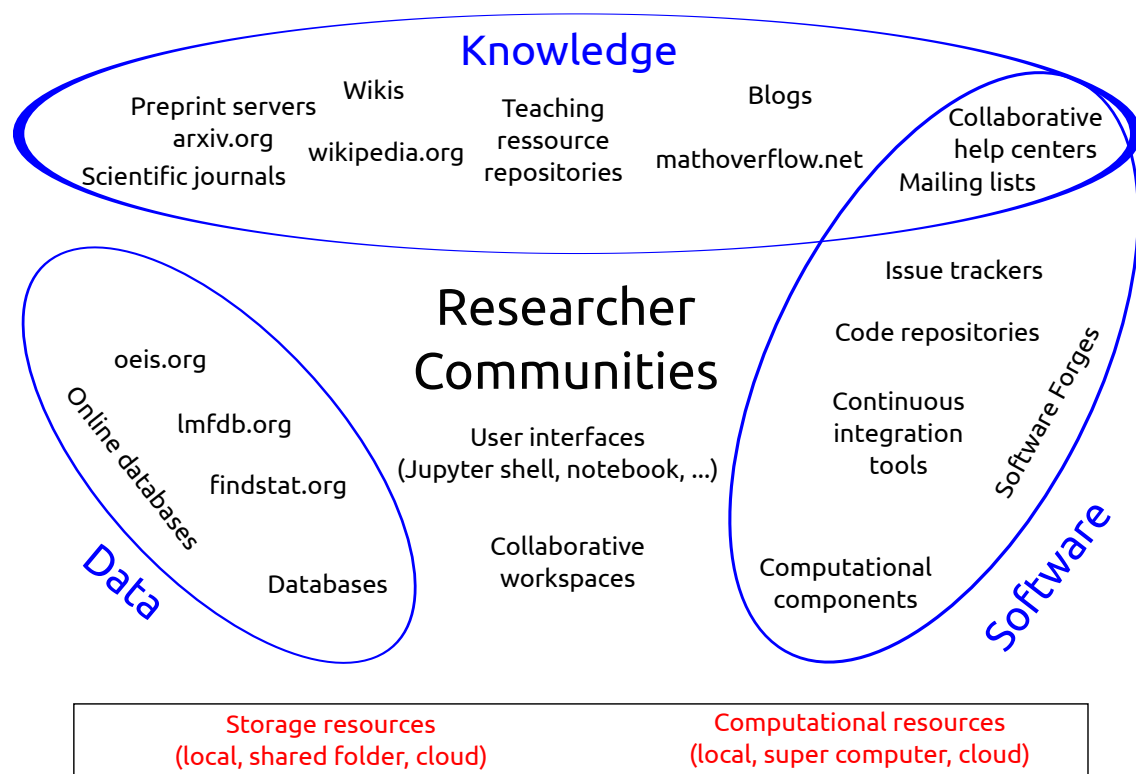 Knowledge
Preprint servers
arxiv.org
Scientific journals
Wikis
wikipedia.org
Teaching
ressource
repositories
Blogs
mathoverflow.net
Collaborative
help centers
Mailing lists
Issue trackers
Code repositories
Continuous
integration
tools
Software Forges
Computational
components
Software
Researcher
Communities
User interfaces
(Jupyter shell, notebook, ...)
Collaborative
workspaces
oeis.org
lmfdb.org
findstat.org
Online databases
Databases
Data
Storage resources
(local, shared folder, cloud)
Computational resources
(local, super computer, cloud)